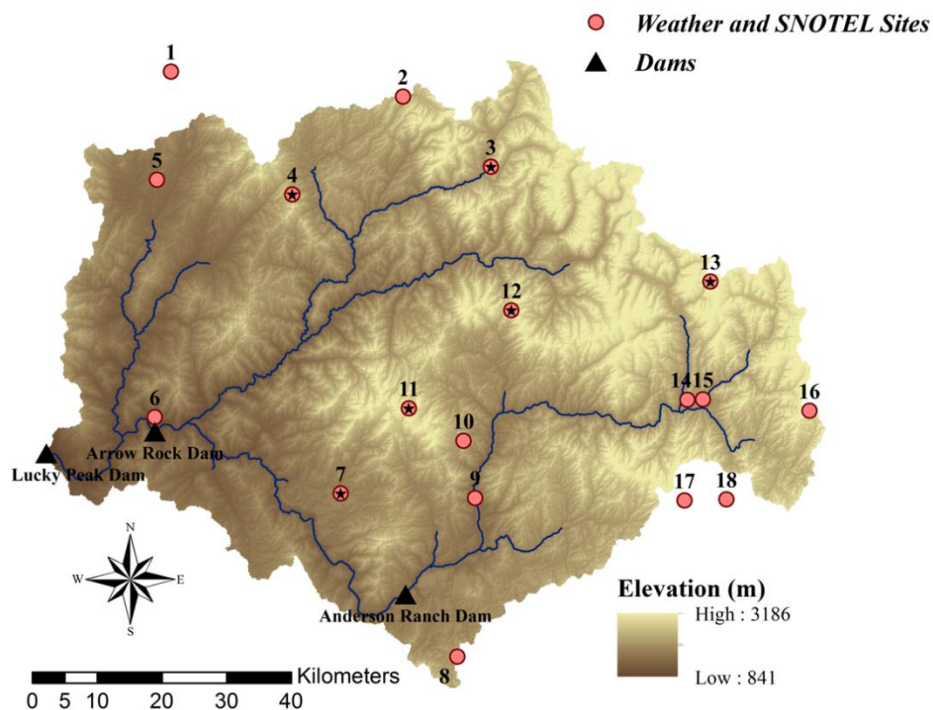 Weather and SNOTEL Sites
Dams
1
2
3
4
5
13
12
11
14 15
16
6
10
Arrow Rock Dam
Lucky Peak Dam
7
9
17 18
N
W E
S
Anderson Ranch Dam
8
Elevation (m)
High : 3186
Low : 841
Kilometers
0 5 10 20 30 40